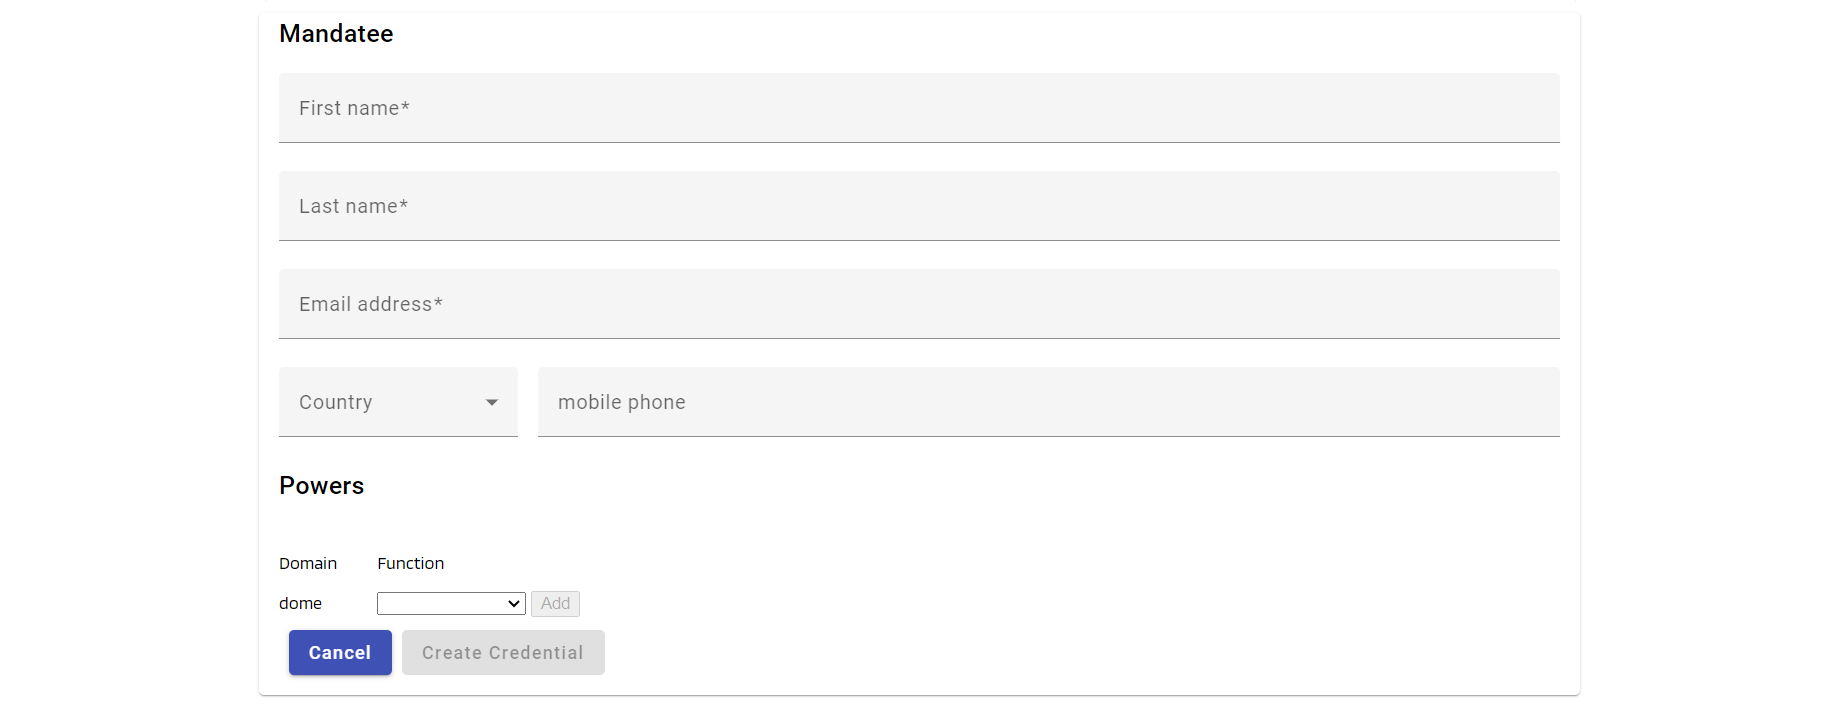 Mandatee
First name*
Last name*
Email address*
Country mobile phone
Powers
Domain Function
dome Add
Cancel Create Credential